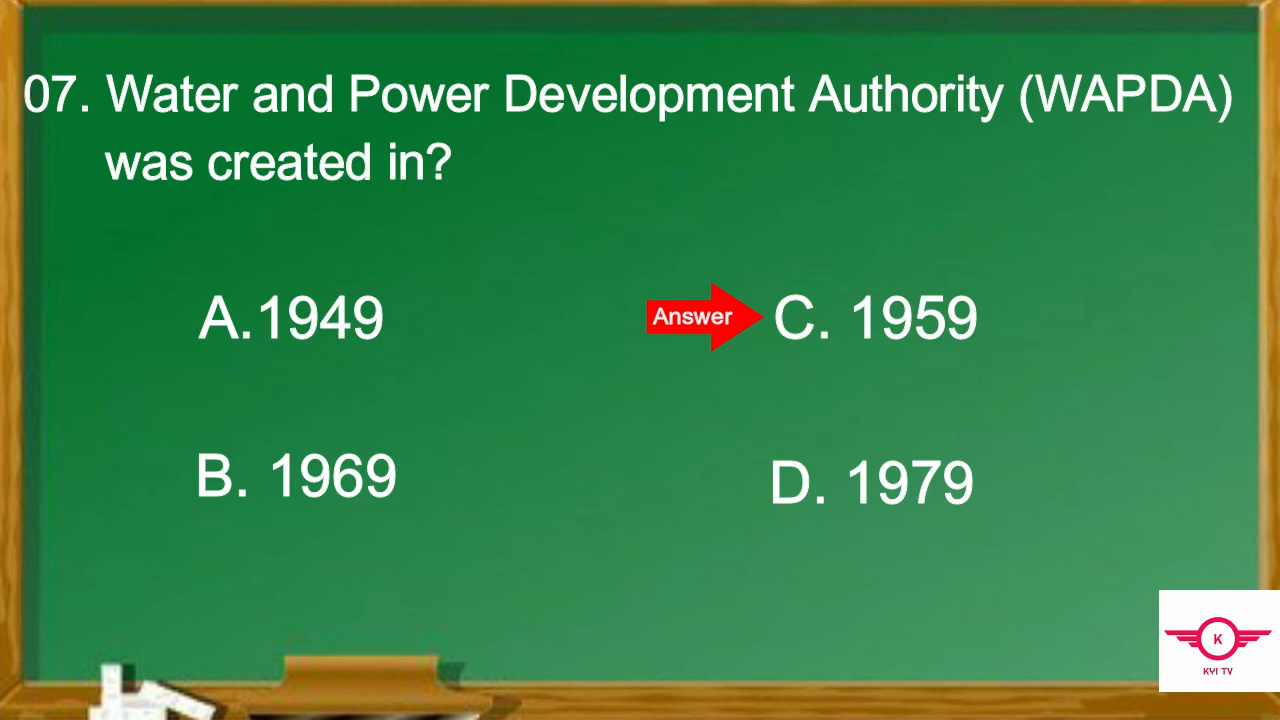 07. Water and Power Development Authority (WAPDA)
was created in?
A.1949
Answer
C. 1959
B. 1969
D. 1979
K
KYI TV